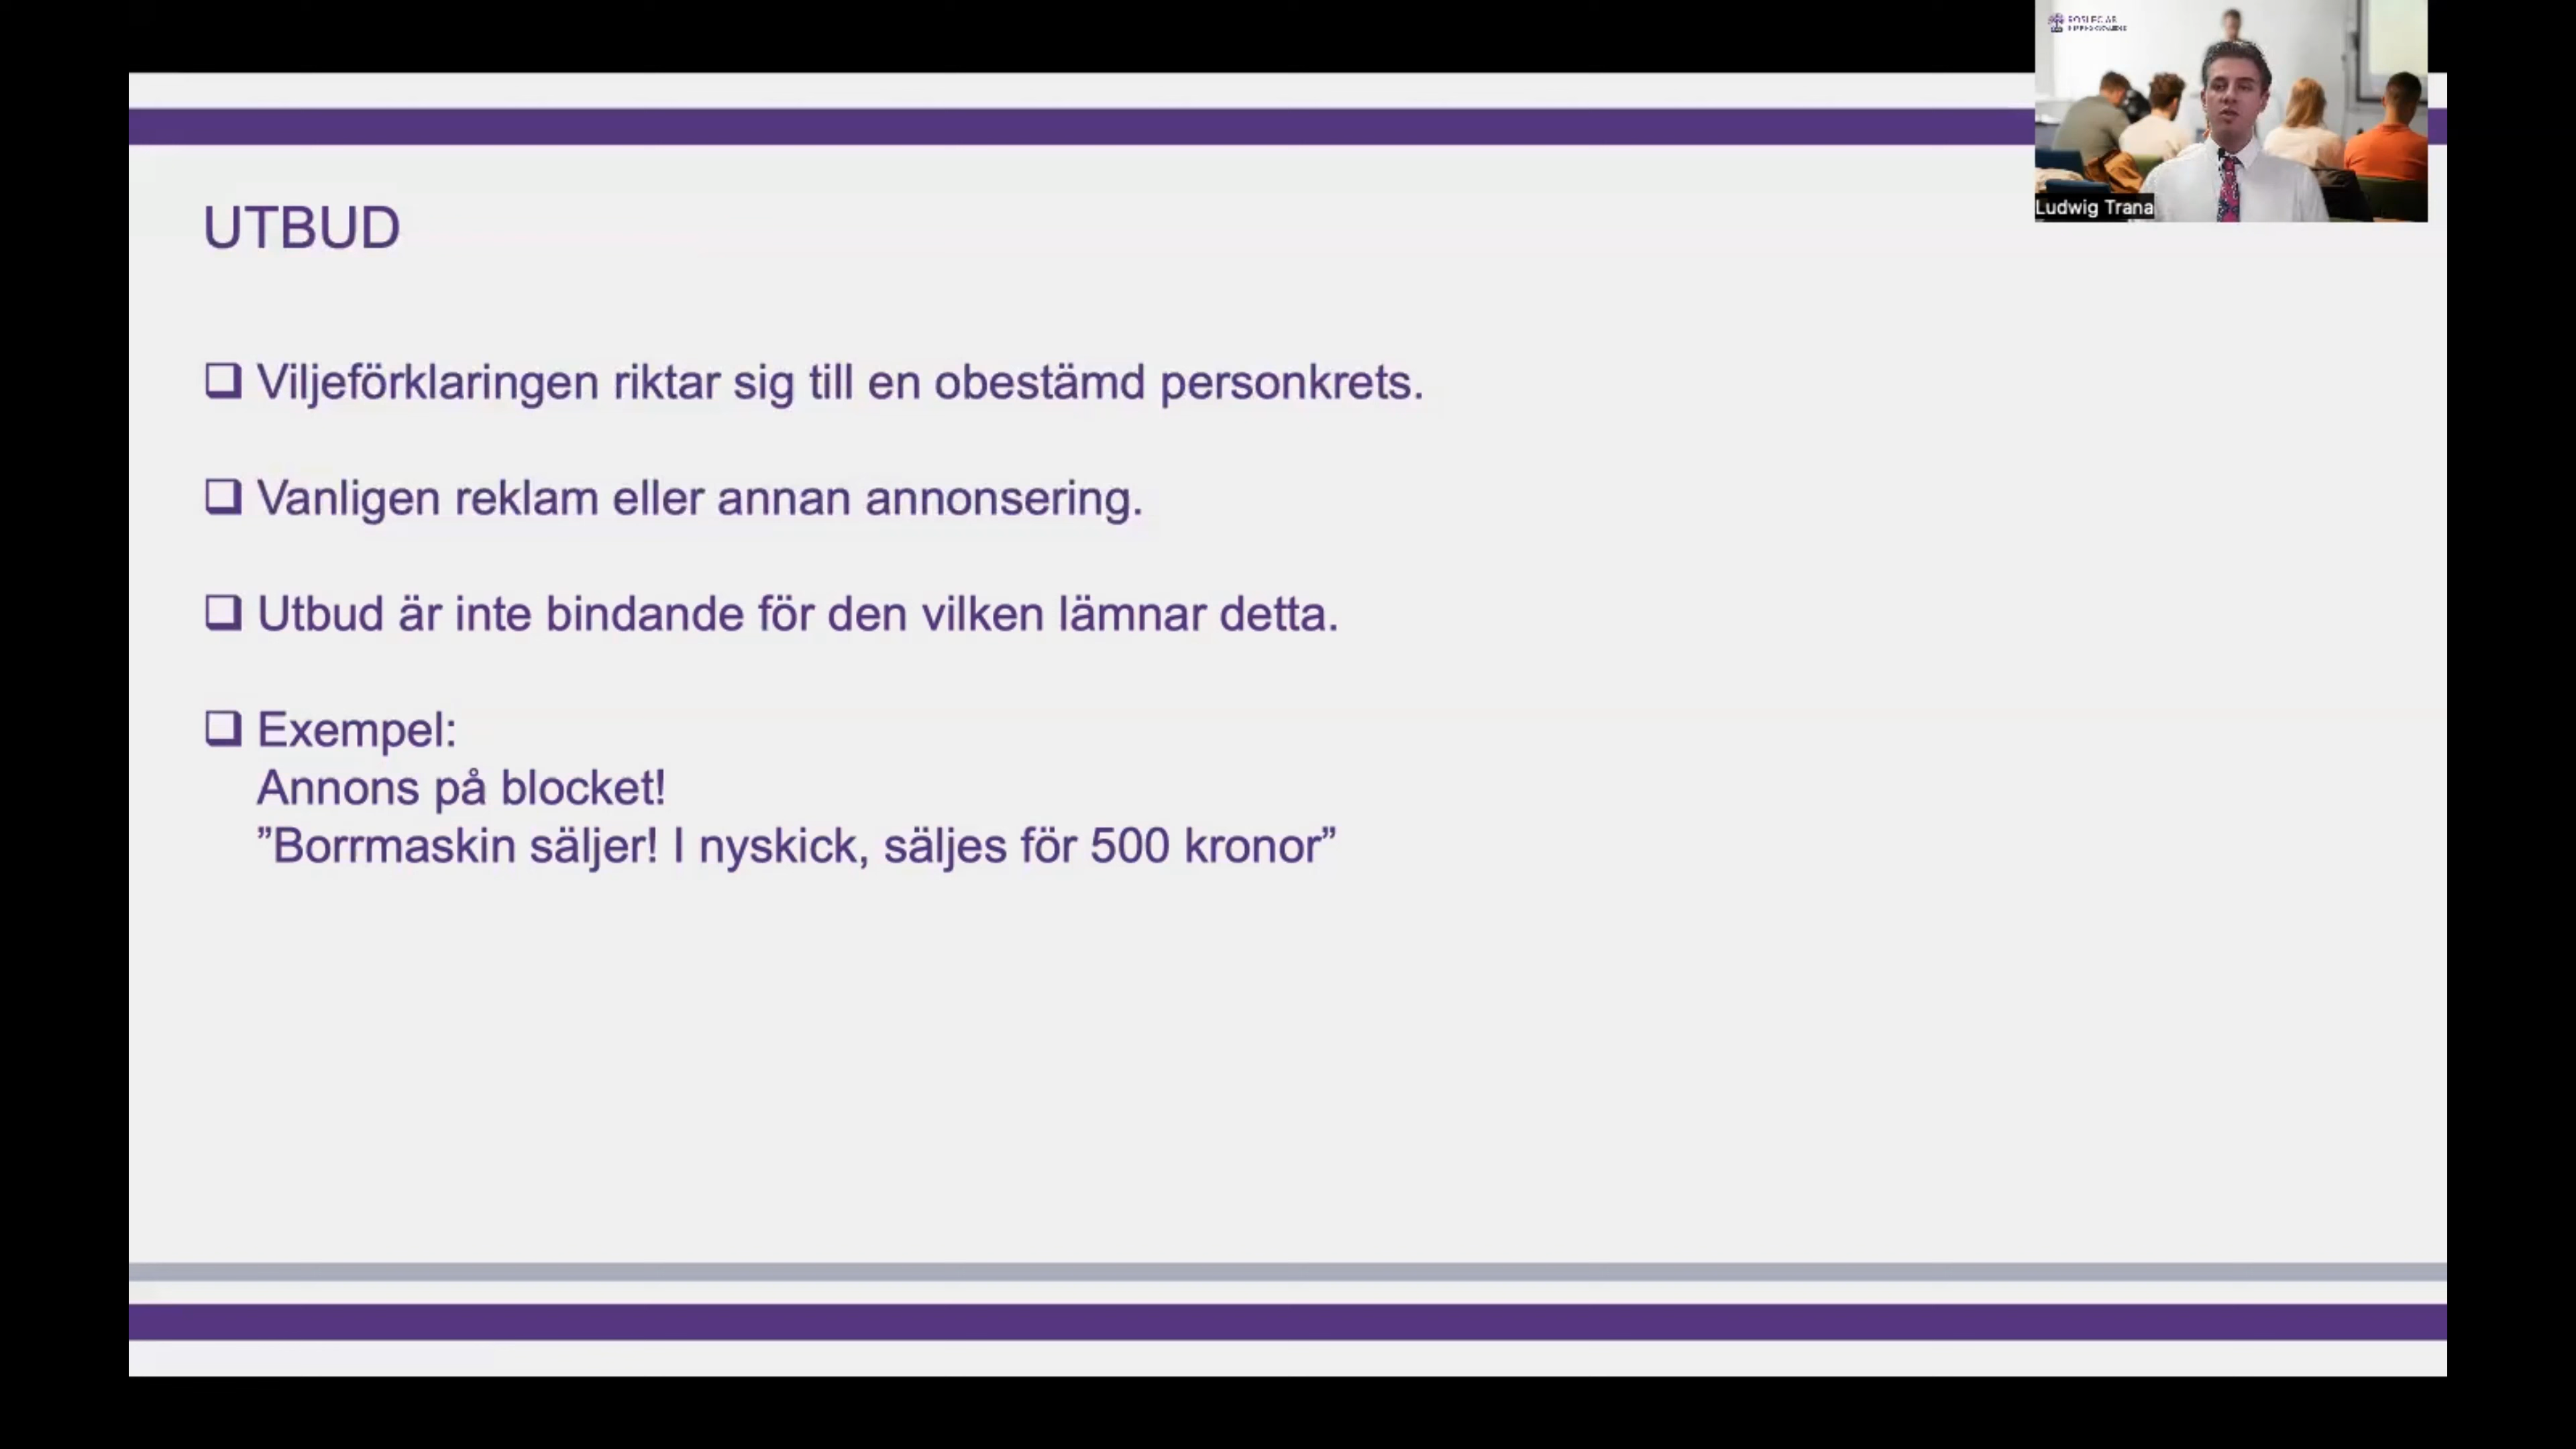 UTBUD
Viljeförklaringen riktar sig till en obestämd personkrets.
Vanligen reklam eller annan annonsering.
Utbud är inte bindande för den vilken lämnar detta.
Exempel:
Annons på blocket!
”Borrmaskin säljer! I nyskick, säljes för 500 kronor”
Ludwig Trana